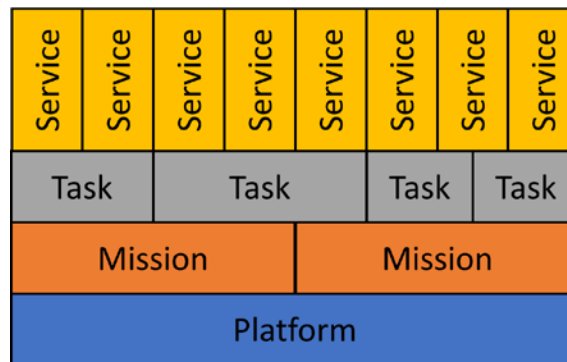 Service Service Service Service Service Service Service Service
Task Task Task Task
Mission Mission
Platform